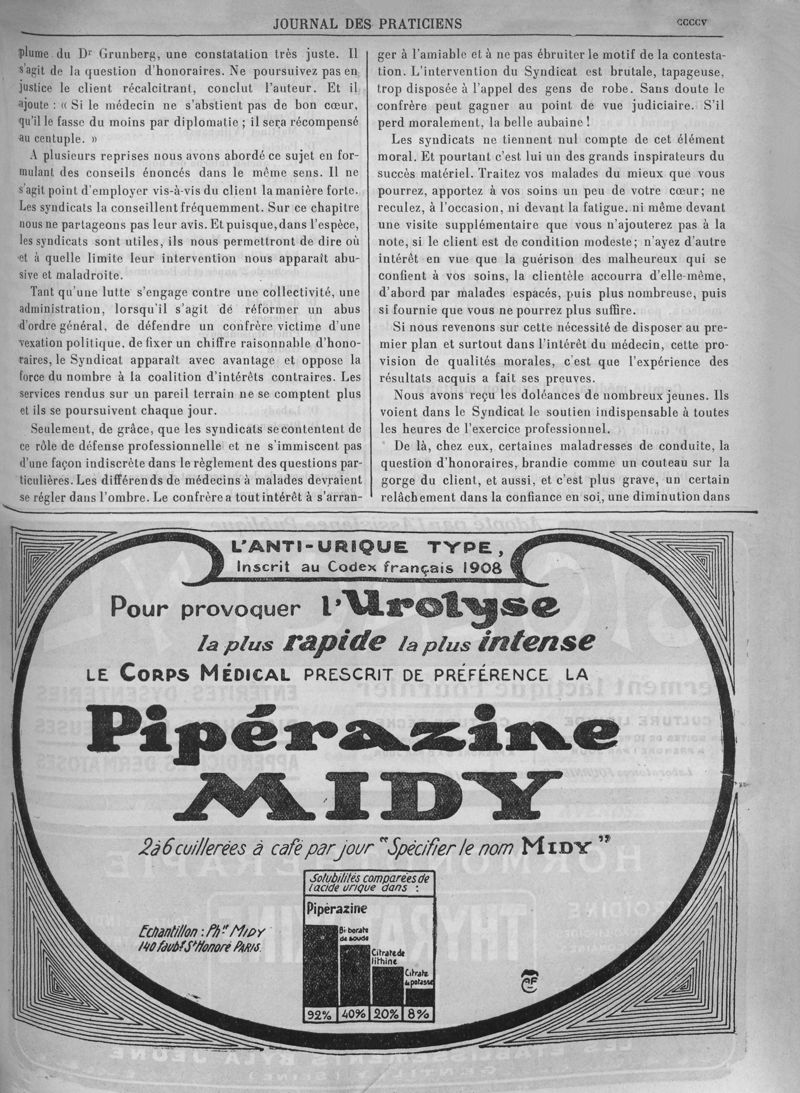 JOURNAL DES PRATICIENS
CCCCV
plume du Dr Grunberg, une constatation très juste. Il
s'agit de la question d'honoraires. Ne poursuivez pas en
justice le client récalcitrant, conclut l'auteur. Et il
ajoute : « Si le médecin ne s'abstient pas de bon cœur,
qu'il le fasse du moins par diplomatie ; il sera récompensé
au centuple. »
A plusieurs reprises nous avons abordé ce sujet en for-
mulant des conseils énoncés dans le même sens. Il ne
s'agit point d'employer vis-à-vis du client la manière forte.
Les syndicats la conseillent fréquemment. Sur ce chapitre
nous ne partageons pas leur avis. Et puisque, dans l'espèce,
les syndicats sont utiles, ils nous permettront de dire où
et à quelle limite leur intervention nous apparaît abu-
sive et maladroite.
Tant qu'une lutte s'engage contre une collectivité, une
administration, lorsqu'il s'agit de réformer un abus
d'ordre général, de défendre un confrère victime d'une
vexation politique, de fixer un chiffre raisonnable d'hono-
raires, le Syndicat apparaît avec avantage et oppose la
force du nombre à la coalition d'intérêts contraires. Les
services rendus sur un pareil terrain ne se comptent plus
et ils se poursuivent chaque jour.
Seulement, de grâce, que les syndicats se contentent de
ce rôle de défense professionnelle et ne s'immiscent pas
d'une façon indiscrète dans le règlement des questions par-
ticulières. Les différends de médecins à malades devraient
se régler dans l'ombre. Le confrère a tout intérêt à s'arran-
ger à l'amiable et à ne pas ébruiter le motif de la contesta-
tion. L'intervention du Syndicat est brutale, tapageuse,
trop disposée à l'appel des gens de robe. Sans doute le
confrère peut gagner au point de vue judiciaire. S'il
perd moralement, la belle aubaine !
Les syndicats ne tiennent nul compte de cet élément
moral. Et pourtant c'est lui un des grands inspirateurs du
succès matériel. Traitez vos malades du mieux que vous
pourrez, apportez à vos soins un peu de votre cœur ; ne
reculez, à l'occasion, ni devant la fatigue, ni même devant
une visite supplémentaire que vous n'ajouterez pas à la
note, si le client est de condition modeste ; n'ayez d'autre
intérêt en vue que la guérison des malheureux qui se
confient à vos soins, la clientèle accourra d'elle-même,
d'abord par malades espacés, puis plus nombreuse, puis
si fournie que vous ne pourrez plus suffire.
Si nous revenons sur cette nécessité de disposer au pre-
mier plan et surtout dans l'intérêt du médecin, cette pro-
vision de qualités morales, c'est que l'expérience des
résultats acquis a fait ses preuves.
Nous avons reçu les doléances de nombreux jeunes. Ils
voient dans le Syndicat le soutien indispensable à toutes
les heures de l'exercice professionnel.
De là, chez eux, certaines maladresses de conduite, la
question d'honoraires, brandie comme un couteau sur la
gorge du client, et aussi, et c'est plus grave, un certain
relâchement dans la confiance en soi, une diminution dans
L'ANTI-URIQUE TYPE,
Inscrit au Codex français 1908
Pour provoquer l'Urolyse
la plus rapide la plus intense
LE CORPS MÉDICAL PRESCRIT DE PRÉFÉRENCE LA
Pipérazine
MIDY
2 à 6 cuillerées à café par jour "Spécifier le nom MIDY"
Solubilités comparées de
l'acide urique dans :
Pipérazine
Bi-borate
de soude
Citrate de
lithine
Citrate
de potasse
92% 40% 20% 8%
Echantillon : Phie MIDY
140 faubg St Honoré PARIS.